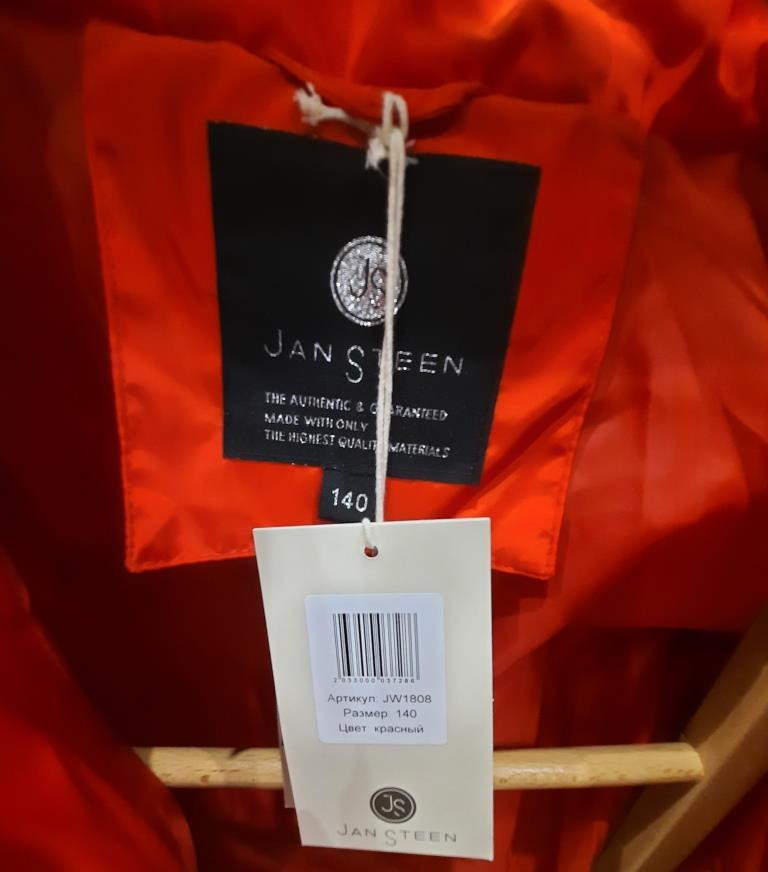 JS
JAN STEEN
THE AUTHENTIC & GUARANTEED
MADE WITH ONLY
THE HIGHEST QUALITY MATERIALS
140
2033000037286
Артикул: JW1808
Размер: 140
Цвет: красный
JS
JAN STEEN